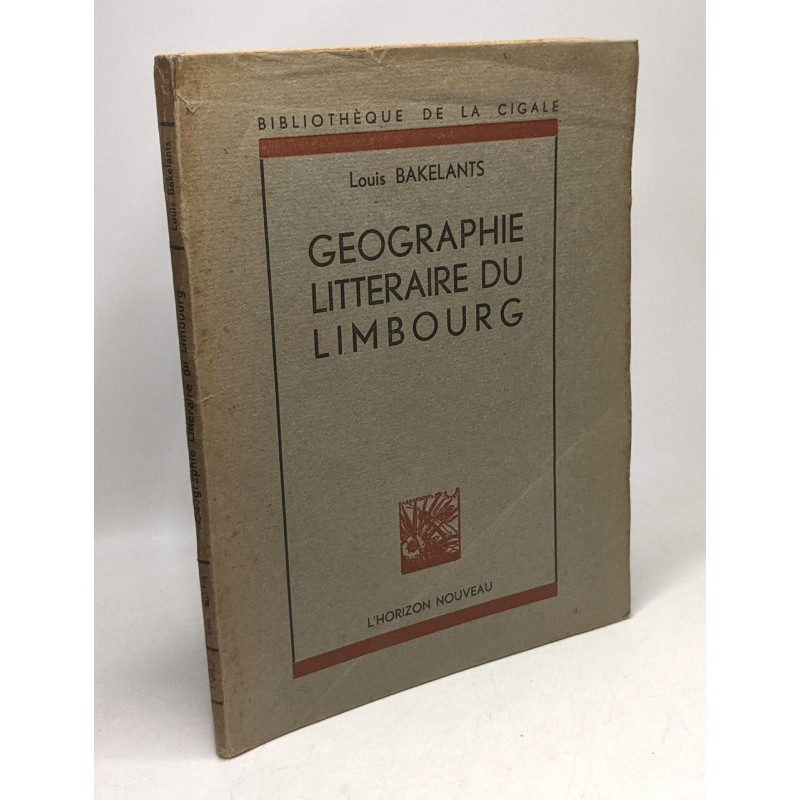 BIBLIOTHÈQUE DE LA CIGALE
Louis BAKELANTS
GEOGRAPHIE
LITTERAIRE DU
LIMBOURG
L'HORIZON NOUVEAU
Louis Bakelants
Géographie Littéraire du Limbourg